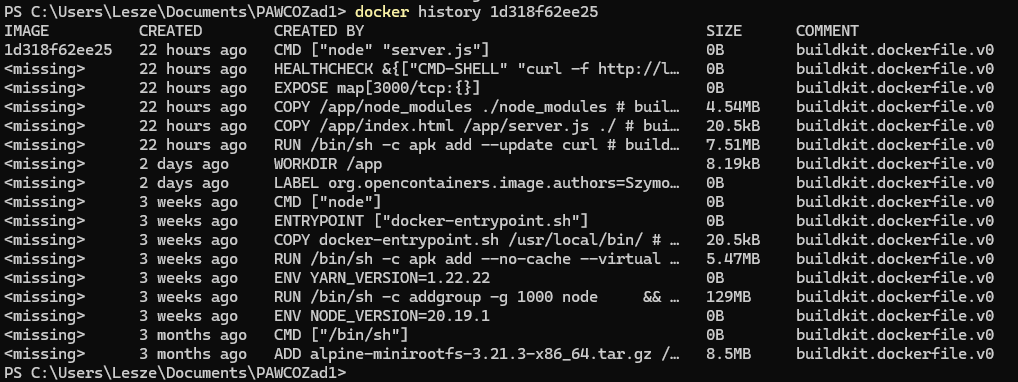 PS C:\Users\Lesze\Documents\PAWCOZad1> docker history 1d318f62ee25
IMAGE CREATED CREATED BY SIZE COMMENT
1d318f62ee25 22 hours ago CMD ["node" "server.js"] 0B buildkit.dockerfile.v0
<missing> 22 hours ago HEALTHCHECK &{["CMD-SHELL" "curl -f http://l… 0B buildkit.dockerfile.v0
<missing> 22 hours ago EXPOSE map[3000/tcp:{}] 0B buildkit.dockerfile.v0
<missing> 22 hours ago COPY /app/node_modules ./node_modules # buil… 4.54MB buildkit.dockerfile.v0
<missing> 22 hours ago COPY /app/index.html /app/server.js ./ # bui… 20.5kB buildkit.dockerfile.v0
<missing> 22 hours ago RUN /bin/sh -c apk add --update curl # build… 7.51MB buildkit.dockerfile.v0
<missing> 2 days ago WORKDIR /app 8.19kB buildkit.dockerfile.v0
<missing> 2 days ago LABEL org.opencontainers.image.authors=Szymo… 0B buildkit.dockerfile.v0
<missing> 3 weeks ago CMD ["node"] 0B buildkit.dockerfile.v0
<missing> 3 weeks ago ENTRYPOINT ["docker-entrypoint.sh"] 0B buildkit.dockerfile.v0
<missing> 3 weeks ago COPY docker-entrypoint.sh /usr/local/bin/ # … 20.5kB buildkit.dockerfile.v0
<missing> 3 weeks ago RUN /bin/sh -c apk add --no-cache --virtual … 5.47MB buildkit.dockerfile.v0
<missing> 3 weeks ago ENV YARN_VERSION=1.22.22 0B buildkit.dockerfile.v0
<missing> 3 weeks ago RUN /bin/sh -c addgroup -g 1000 node && … 129MB buildkit.dockerfile.v0
<missing> 3 weeks ago ENV NODE_VERSION=20.19.1 0B buildkit.dockerfile.v0
<missing> 3 months ago CMD ["/bin/sh"] 0B buildkit.dockerfile.v0
<missing> 3 months ago ADD alpine-minirootfs-3.21.3-x86_64.tar.gz /… 8.5MB buildkit.dockerfile.v0
PS C:\Users\Lesze\Documents\PAWCOZad1>